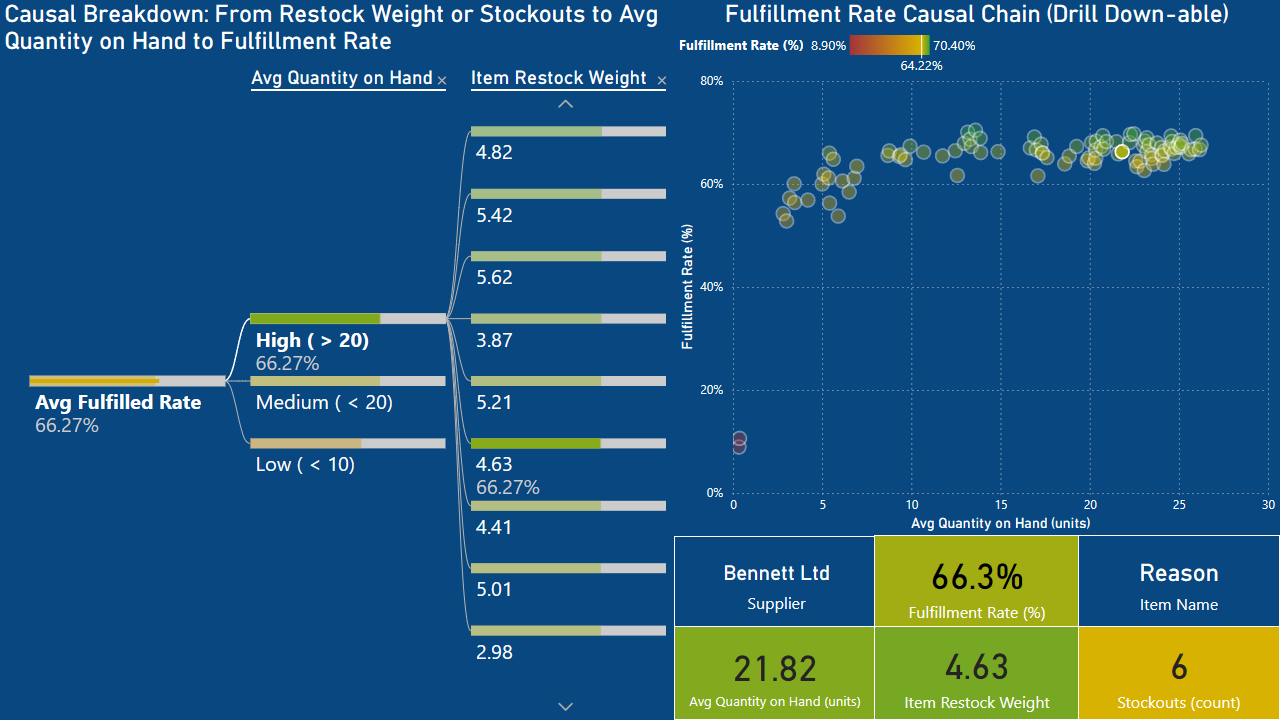 Causal Breakdown: From Restock Weight or Stockouts to Avg
Quantity on Hand to Fulfillment Rate
Avg Quantity on Hand ×
Item Restock Weight ×
4.82
5.42
5.62
3.87
5.21
4.63
66.27%
4.41
5.01
2.98
High ( > 20)
66.27%
Medium ( < 20)
Low ( < 10)
Avg Fulfilled Rate
66.27%
Fulfillment Rate Causal Chain (Drill Down-able)
Fulfillment Rate (%) 8.90% 70.40%
64.22%
80%
60%
40%
20%
0%
Fulfillment Rate (%)
0 5 10 15 20 25 30
Avg Quantity on Hand (units)
Bennett Ltd
Supplier
66.3%
Fulfillment Rate (%)
Reason
Item Name
21.82
Avg Quantity on Hand (units)
4.63
Item Restock Weight
6
Stockouts (count)